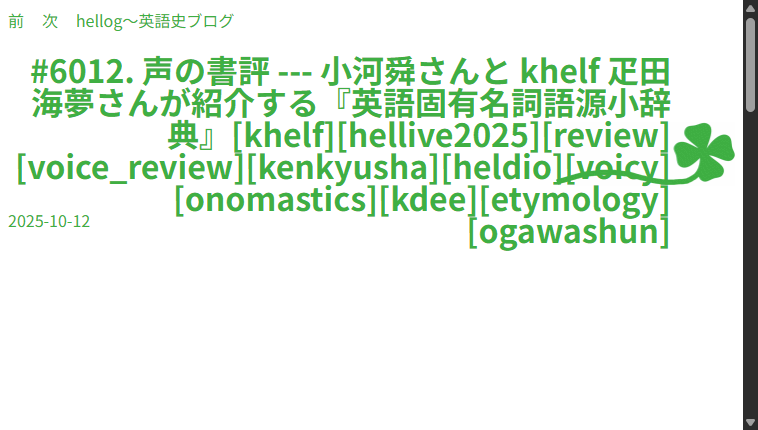 前 次 hellog～英語史ブログ
#6012. 声の書評 --- 小河舜さんと khelf 疋田
海夢さんが紹介する『英語固有名詞語源小辞
典』[khelf][hellive2025][review]
[voice_review][kenkyusha][heldio][voicy]
[onomastics][kdee][etymology]
[ogawashun]
2025-10-12